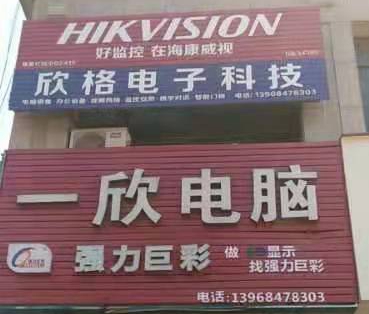 HIKVISION
好监控 在海康威视
欣格电子科技
电话:13968478303
一欣电脑
强力巨彩 做 显示
找强力巨彩
电话:13968478303